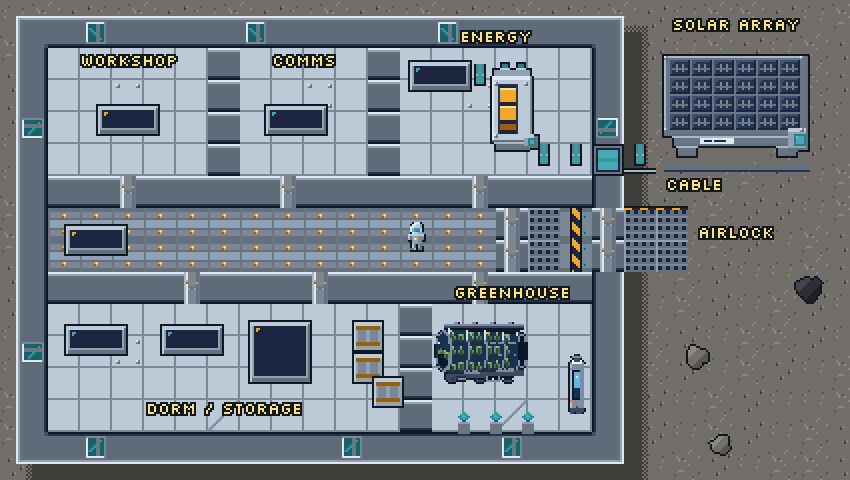 SOLAR ARRAY
ENERGY
WORKSHOP
COMMS
CABLE
AIRLOCK
GREENHOUSE
DORM / STORAGE